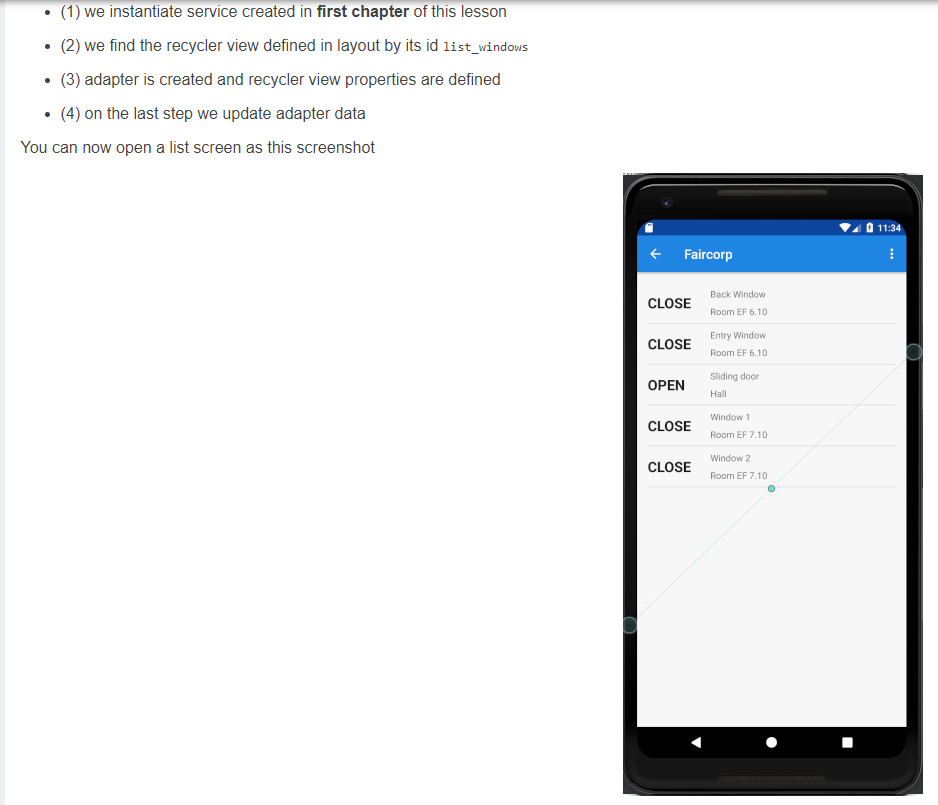 (1) we instantiate service created in first chapter of this lesson
(2) we find the recycler view defined in layout by its id list_windows
(3) adapter is created and recycler view properties are defined
(4) on the last step we update adapter data
You can now open a list screen as this screenshot
11:34
Faircorp
Back Window
CLOSE
Room EF 6.10
Entry Window
CLOSE
Room EF 6.10
Sliding door
OPEN
Hall
Window 1
CLOSE
Room EF 7.10
Window 2
CLOSE
Room EF 7.10